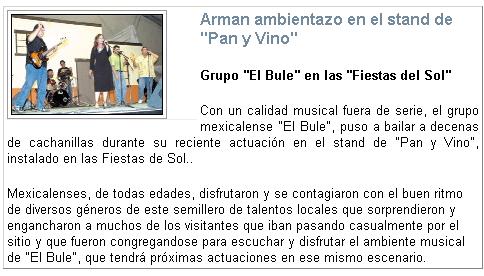 Arman ambientazo en el stand de
"Pan y Vino"
Grupo "El Bule" en las "Fiestas del Sol"
Con un calidad musical fuera de serie, el grupo
mexicalense "El Bule", puso a bailar a decenas
de cachanillas durante su reciente actuación en el stand de "Pan y Vino",
instalado en las Fiestas de Sol..
Mexicalenses, de todas edades, disfrutaron y se contagiaron con el buen ritmo
de diversos géneros de este semillero de talentos locales que sorprendieron y
engancharon a muchos de los visitantes que iban pasando casualmente por el
sitio y que fueron congregandose para escuchar y disfrutar el ambiente musical
de "El Bule", que tendrá próximas actuaciones en ese mismo escenario.